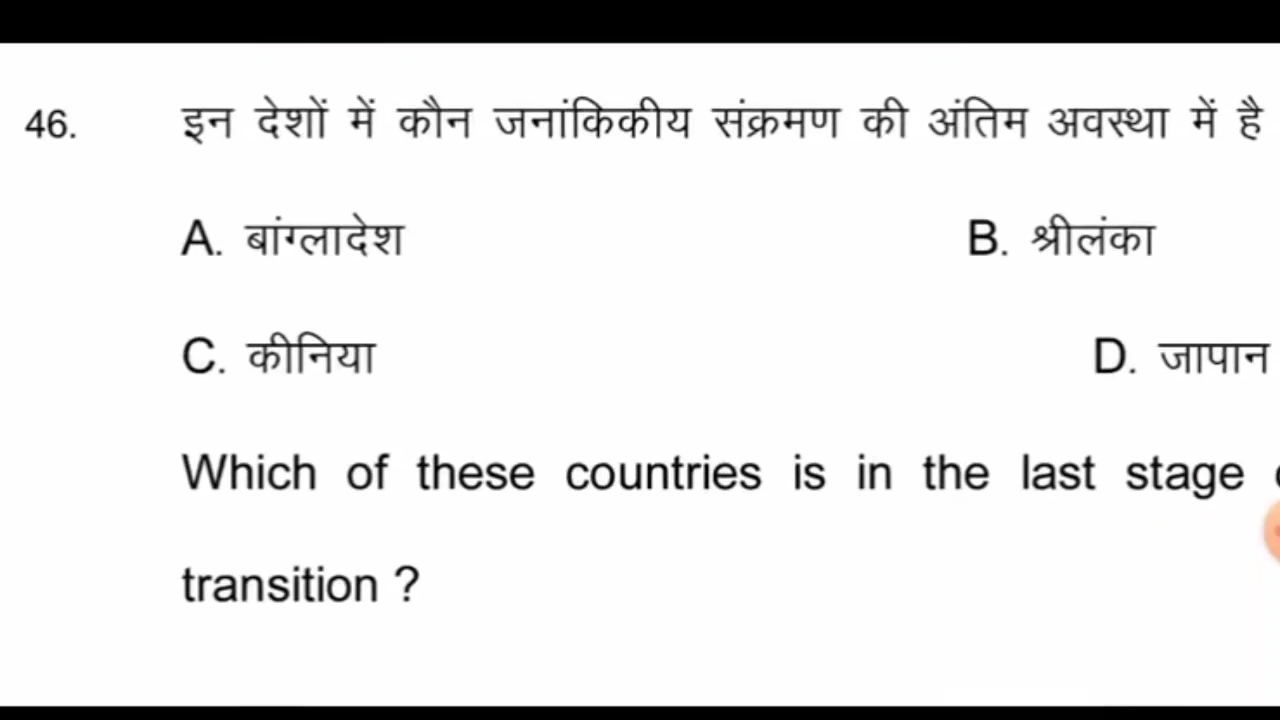 46. इन देशों में कौन जनांकिकीय संक्रमण की अंतिम अवस्था में है
A. बांग्लादेश B. श्रीलंका
C. कीनिया D. जापान
Which of these countries is in the last stage
transition ?